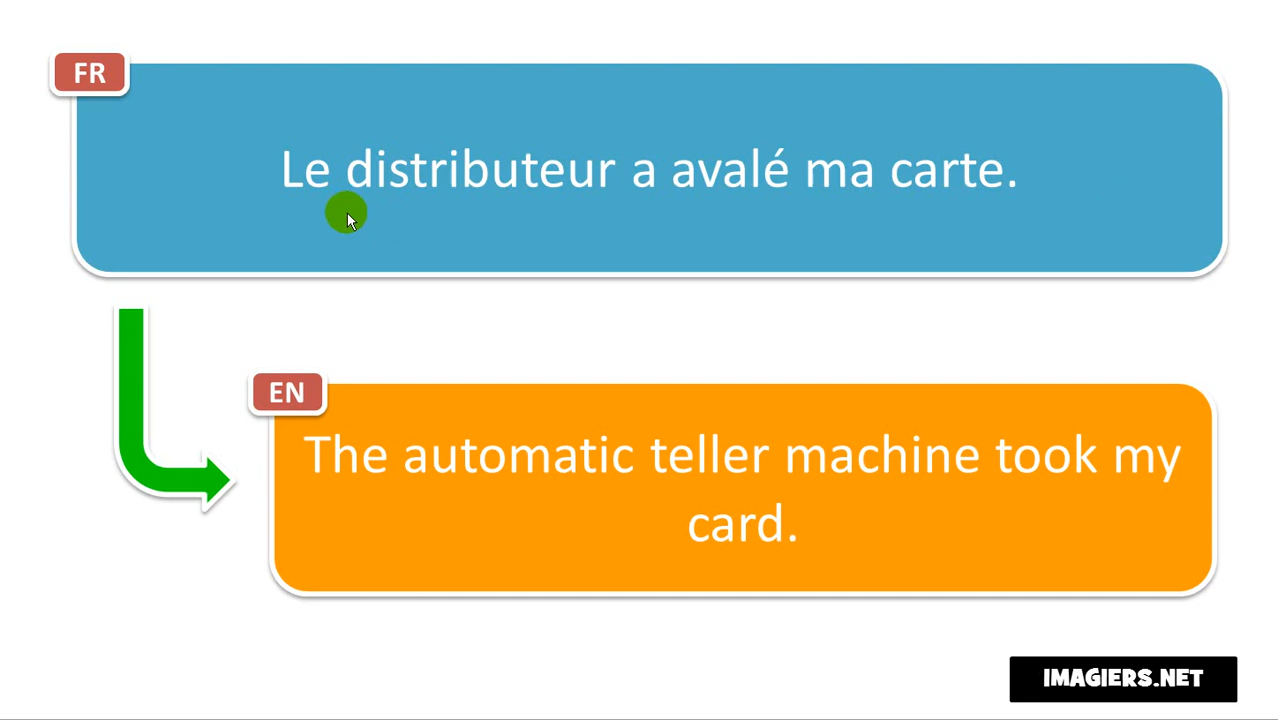 FR
Le distributeur a avalé ma carte.
EN
The automatic teller machine took my
card.
IMAGIERS.NET